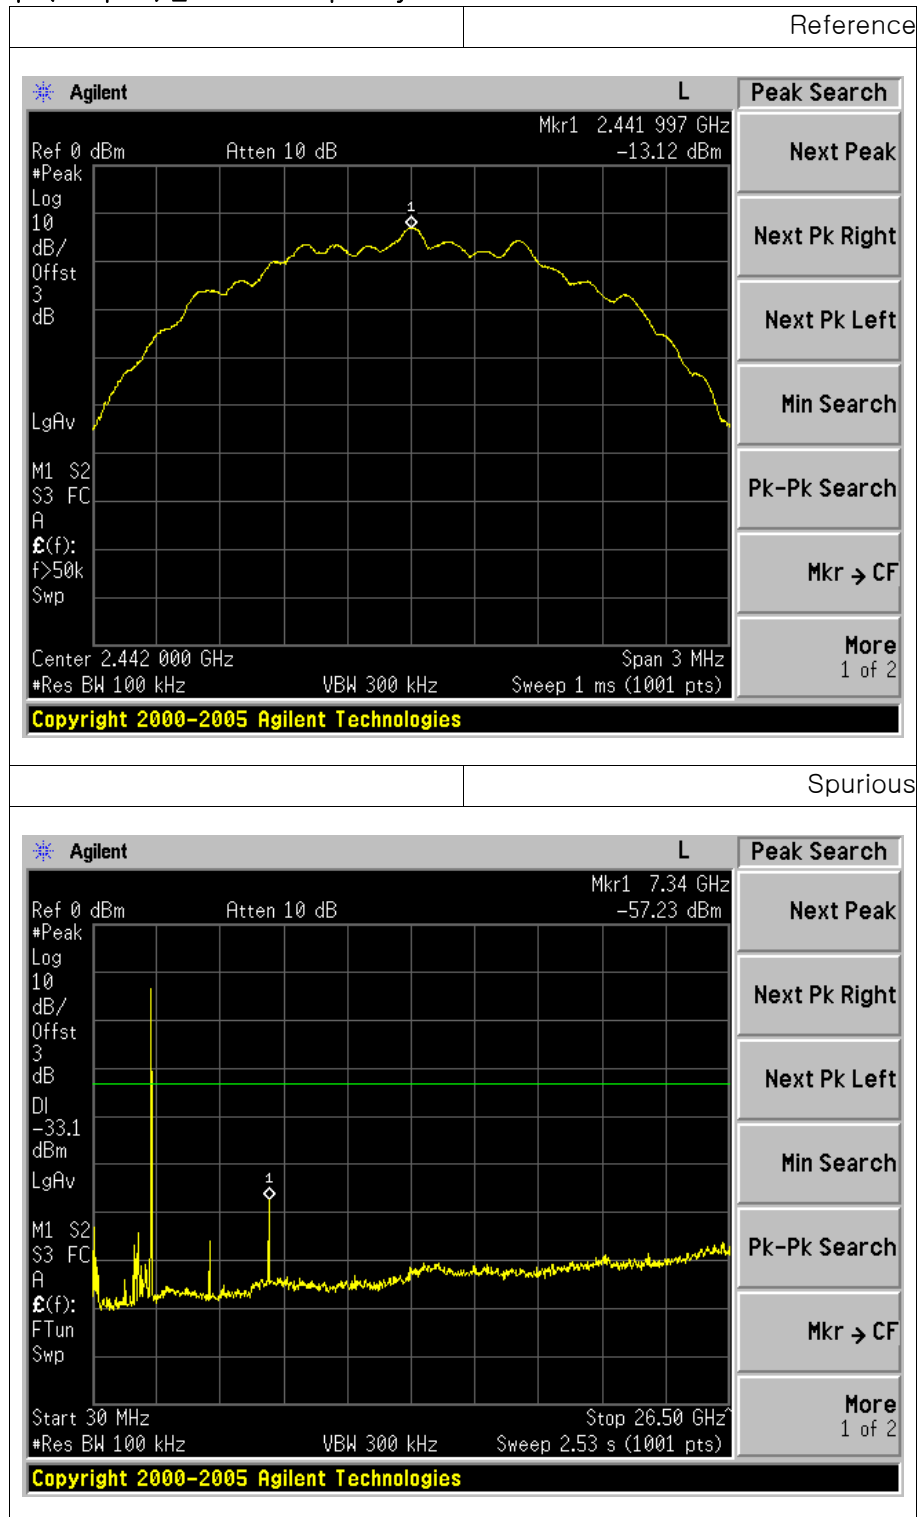 Reference
Agilent L Peak Search
Mkr1 2.441 997 GHz
Ref 0 dBm Atten 10 dB -13.12 dBm
#Peak
Log
10
dB/
Offst
3
dB
LgAv
M1 S2
S3 FC
A
£(f):
f>50k
Swp
1
Center 2.442 000 GHz Span 3 MHz
#Res BW 100 kHz VBW 300 kHz Sweep 1 ms (1001 pts)
Copyright 2000-2005 Agilent Technologies
Next Peak
Next Pk Right
Next Pk Left
Min Search
Pk-Pk Search
Mkr → CF
More
1 of 2
Spurious
Agilent L Peak Search
Mkr1 7.34 GHz
Ref 0 dBm Atten 10 dB -57.23 dBm
#Peak
Log
10
dB/
Offst
3
dB
DI
-33.1
dBm
LgAv
M1 S2
S3 FC
A
£(f):
FTun
Swp
1
Start 30 MHz Stop 26.50 GHz^
#Res BW 100 kHz VBW 300 kHz Sweep 2.53 s (1001 pts)
Copyright 2000-2005 Agilent Technologies
Next Peak
Next Pk Right
Next Pk Left
Min Search
Pk-Pk Search
Mkr → CF
More
1 of 2